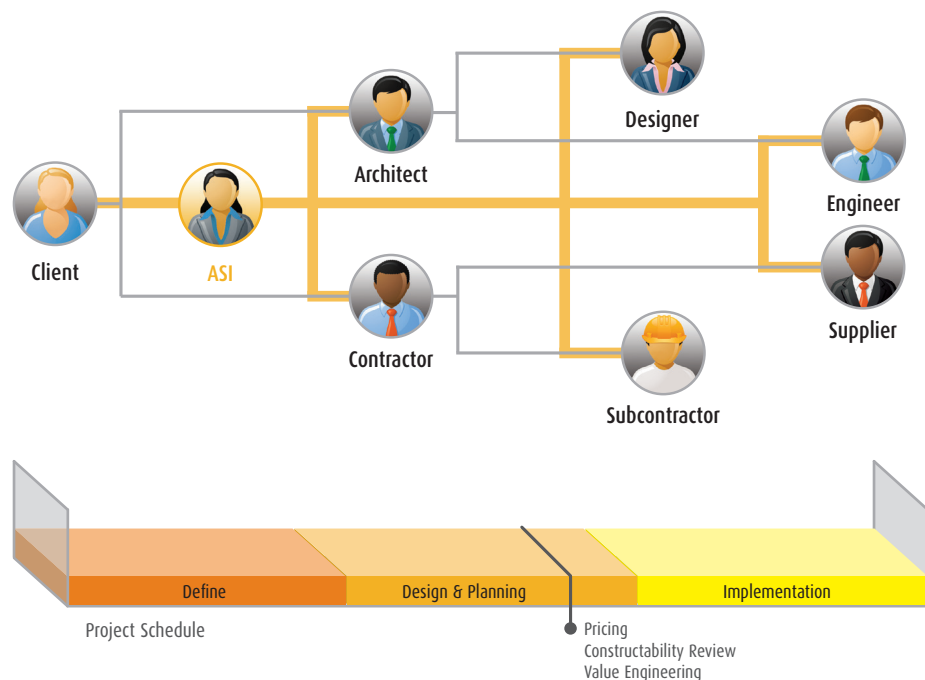 Designer
Architect
Engineer
Client
ASI
Supplier
Contractor
Subcontractor
Define
Design & Planning
Implementation
Project Schedule
Pricing
Constructability Review
Value Engineering